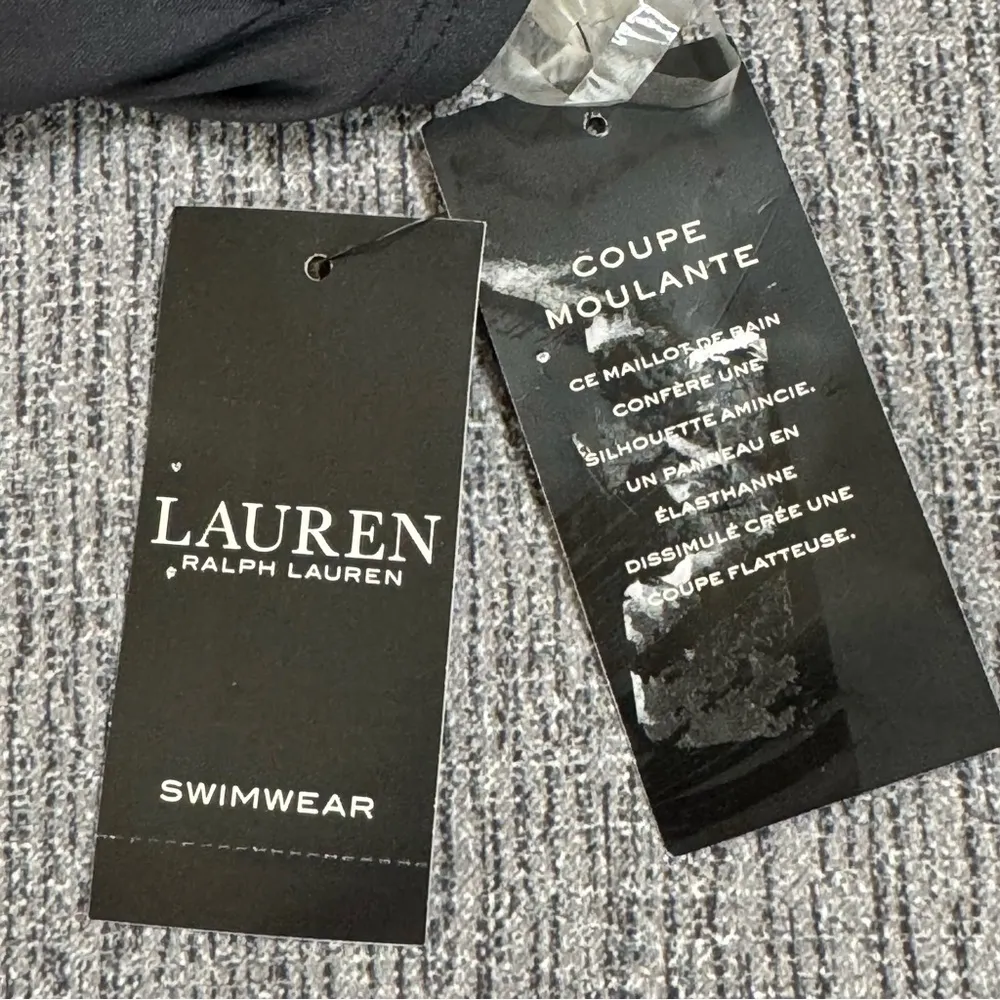 LAUREN
RALPH LAUREN
SWIMWEAR
COUPE
MOULANTE
CE MAILLOT DE BAIN
CONFÈRE UNE
SILHOUETTE AMINCIE.
UN PANNEAU EN
ÉLASTHANNE
DISSIMULÉ CRÉE UNE
COUPE FLATTEUSE.